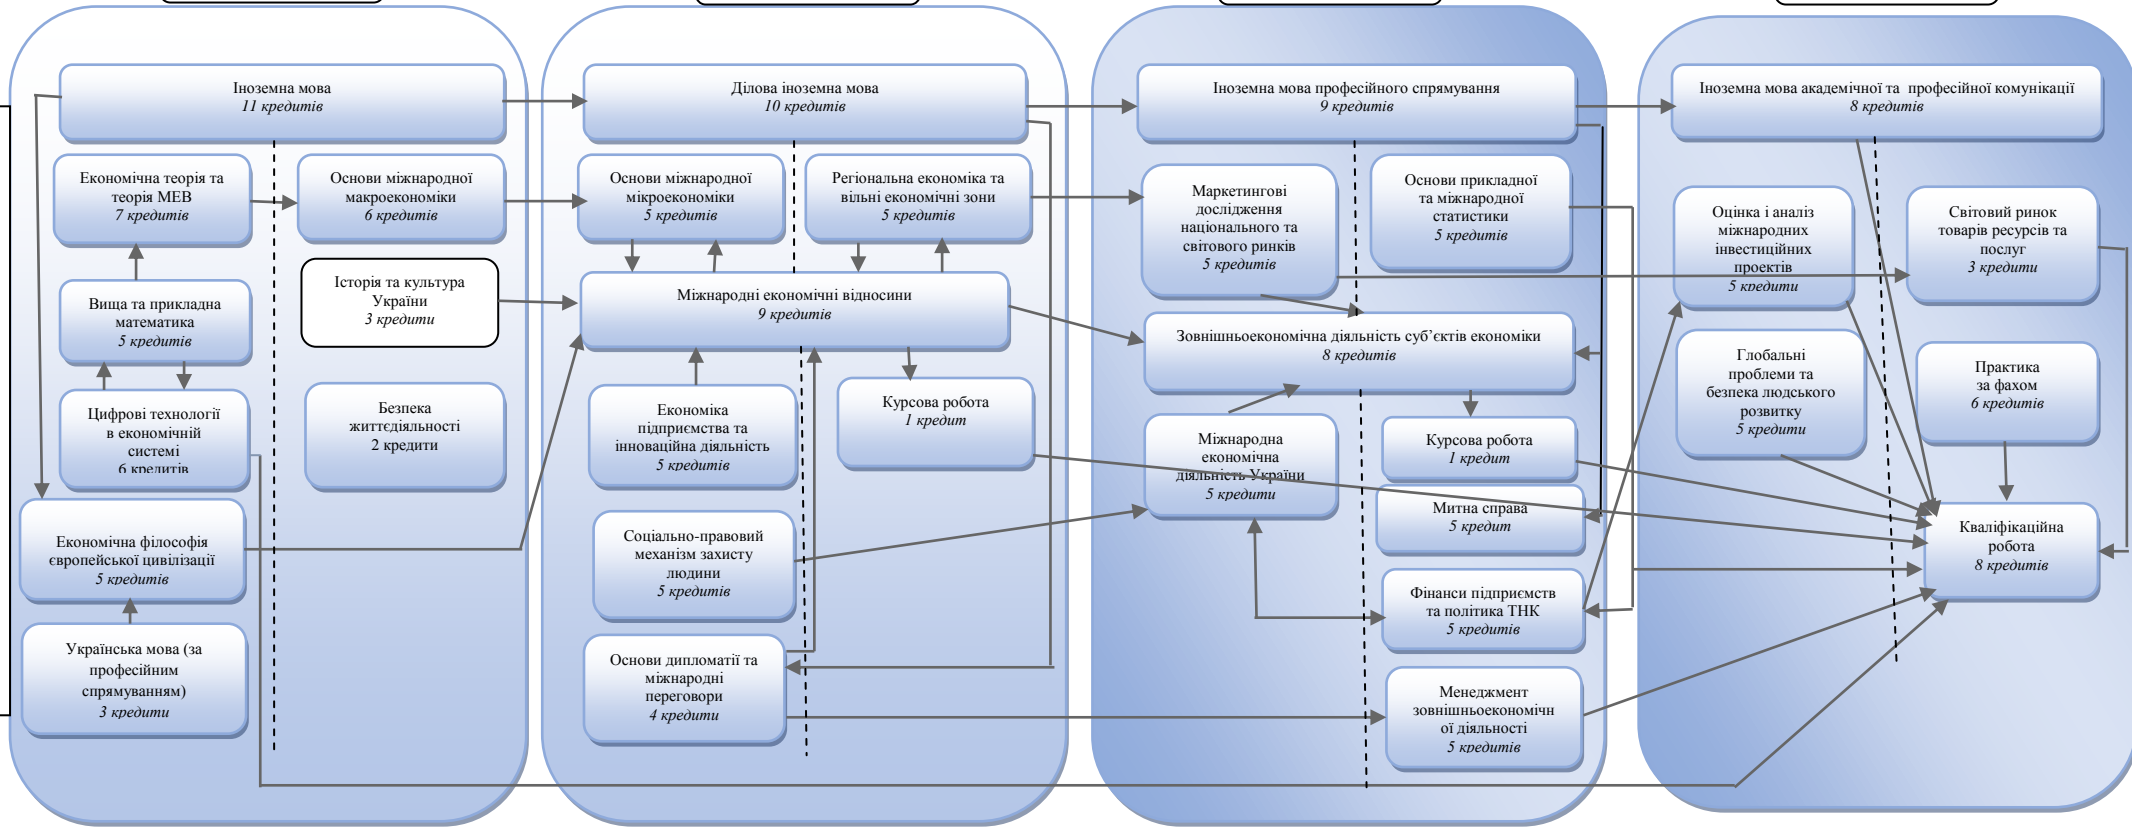 Іноземна мова
11 кредитів
Економічна теорія та
теорія МЕВ
7 кредитів
Основи міжнародної
макроекономіки
6 кредитів
Вища та прикладна
математика
5 кредитів
Історія та культура
України
3 кредити
Цифрові технології
в економічній
системі
6 кредитів
Безпека
життєдіяльності
2 кредити
Економічна філософія
європейської цивілізації
5 кредитів
Українська мова (за
професійним
спрямуванням)
3 кредити
Ділова іноземна мова
10 кредитів
Основи міжнародної
мікроекономіки
5 кредитів
Регіональна економіка та
вільні економічні зони
5 кредитів
Міжнародні економічні відносини
9 кредитів
Економіка
підприємства та
інноваційна діяльність
5 кредитів
Курсова робота
1 кредит
Соціально-правовий
механізм захисту
людини
5 кредитів
Основи дипломатії та
міжнародні
переговори
4 кредити
Іноземна мова професійного спрямування
9 кредитів
Маркетингові
дослідження
національного та
світового ринків
5 кредитів
Основи прикладної
та міжнародної
статистики
5 кредитів
Зовнішньоекономічна діяльність суб’єктів економіки
8 кредитів
Міжнародна
економічна
діяльність України
5 кредити
Курсова робота
1 кредит
Митна справа
5 кредит
Фінанси підприємств
та політика ТНК
5 кредитів
Менеджмент
зовнішньоекономічн
ої діяльності
5 кредитів
Іноземна мова академічної та професійної комунікації
8 кредитів
Оцінка і аналіз
міжнародних
інвестиційних
проектів
5 кредити
Світовий ринок
товарів ресурсів та
послуг
3 кредити
Глобальні
проблеми та
безпека людського
розвитку
5 кредити
Практика
за фахом
6 кредитів
Кваліфікаційна
робота
8 кредитів